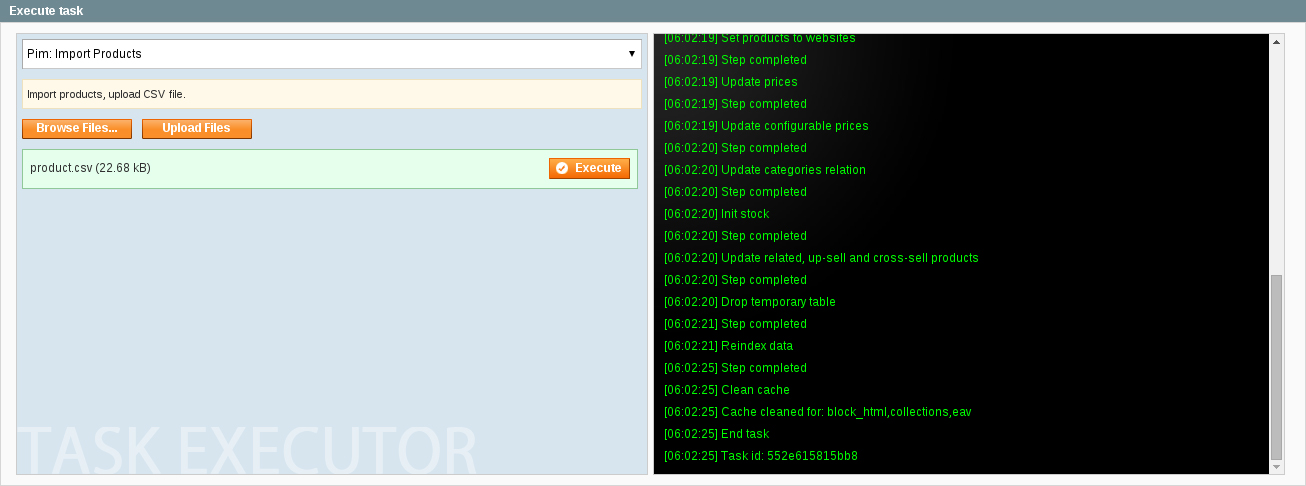 Execute task
Pim: Import Products
Import products, upload CSV file.
Browse Files...
Upload Files
product.csv (22.68 kB)
Execute
TASK EXECUTOR
[06:02:19] Set products to websites
[06:02:19] Step completed
[06:02:19] Update prices
[06:02:19] Step completed
[06:02:19] Update configurable prices
[06:02:20] Step completed
[06:02:20] Update categories relation
[06:02:20] Step completed
[06:02:20] Init stock
[06:02:20] Step completed
[06:02:20] Update related, up-sell and cross-sell products
[06:02:20] Step completed
[06:02:20] Drop temporary table
[06:02:21] Step completed
[06:02:21] Reindex data
[06:02:25] Step completed
[06:02:25] Clean cache
[06:02:25] Cache cleaned for: block_html,collections,eav
[06:02:25] End task
[06:02:25] Task id: 552e615815bb8